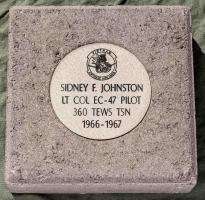 SIDNEY F. JOHNSTON
LT COL EC-47 PILOT
360 TEWS TSN
1966-1967